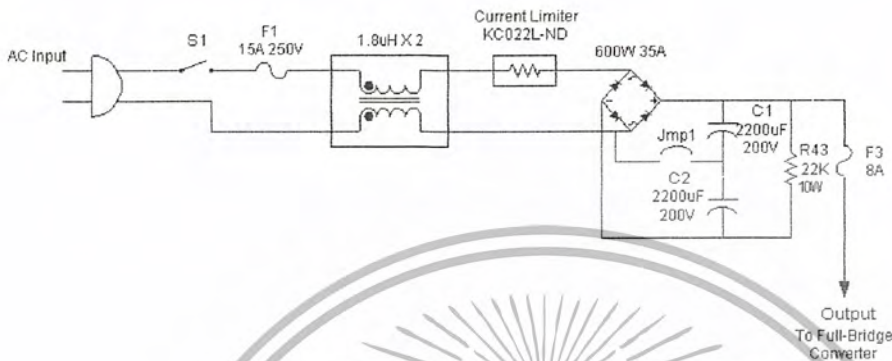 AC Input
S1
F1
15A 250V
1.8uH X 2
Current Limiter
KC022L-ND
600W 35A
Jmp1
C1
2200uF
200V
C2
2200uF
200V
R43
22K
10W
F3
8A
Output
To Full-Bridge
Converter